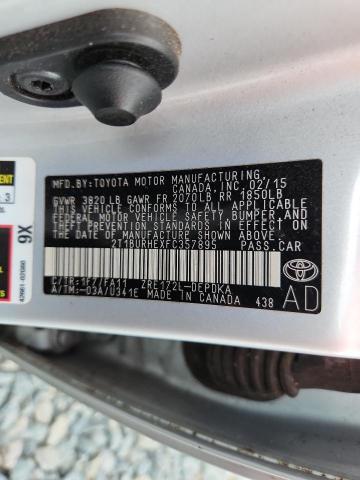 MFD.BY:TOYOTA MOTOR MANUFACTURING,
CANADA, INC. 02/15
GVWR 3820 LB GAWR FR 2070LB RR 1850LB
THIS VEHICLE CONFORMS TO ALL APPLICABLE
FEDERAL MOTOR VEHICLE SAFETY, BUMPER, AND
THEFT PREVENTION STANDARDS IN EFFECT ON THE
DATE OF MANUFACTURE SHOWN ABOVE.
2T1BURHEXFC357895 PASS.CAR
C/TR:1F7/FA11 ZRE172L-DEPDKA
A/TM:-03A/U341E MADE IN CANADA 438
AD
TOYOTA
3
9X